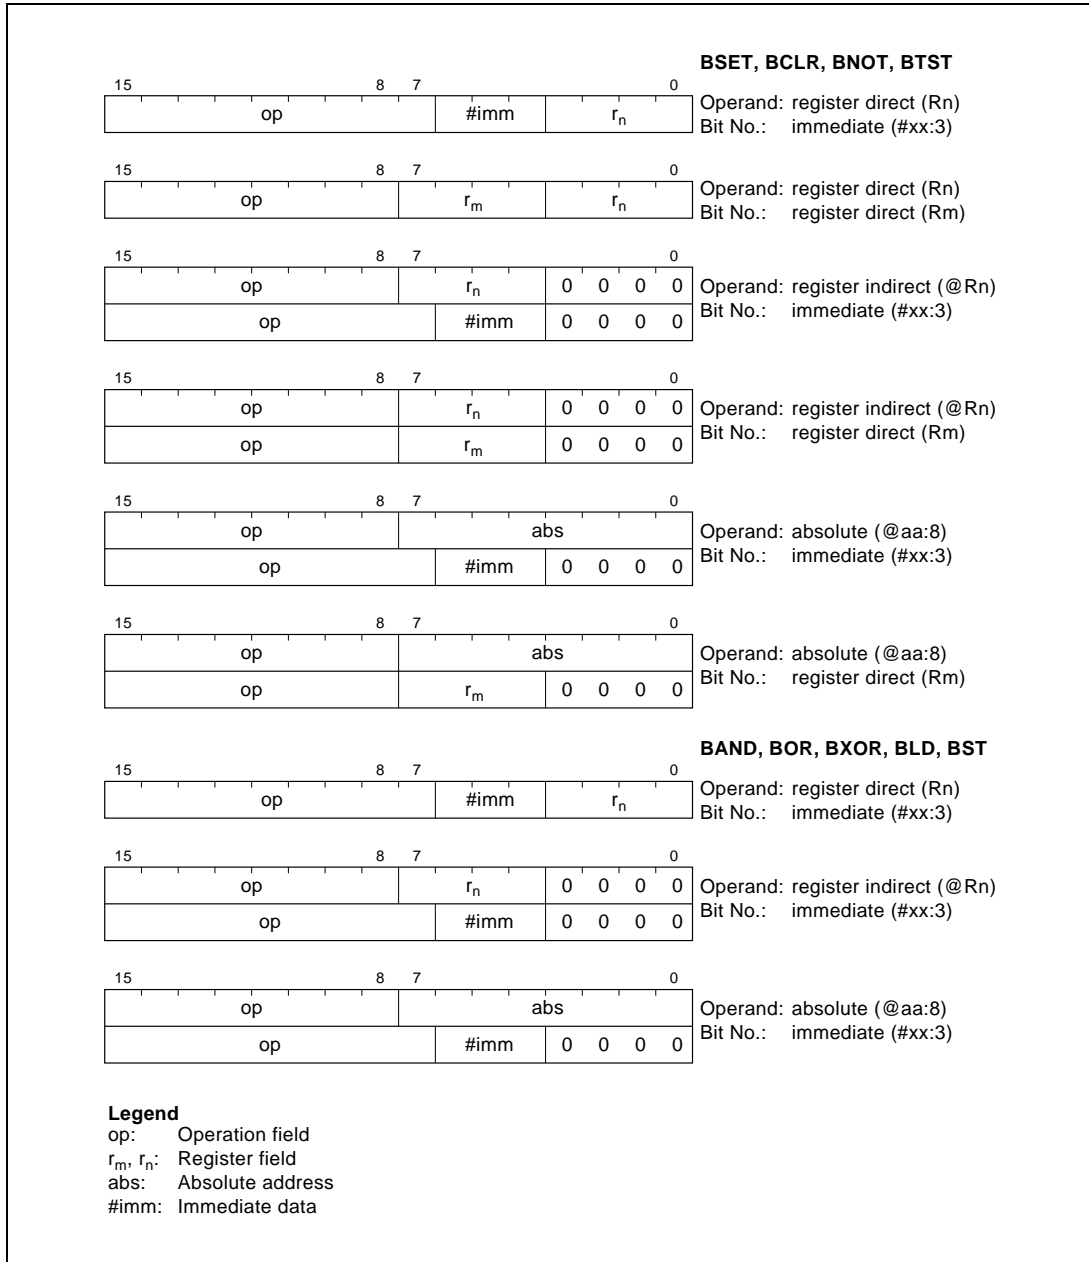 BSET, BCLR, BNOT, BTST
15 8 7 0
op #imm rn
Operand: register direct (Rn)
Bit No.: immediate (#xx:3)
15 8 7 0
op rm rn
Operand: register direct (Rn)
Bit No.: register direct (Rm)
15 8 7 0
op rn 0 0 0 0
op #imm 0 0 0 0
Operand: register indirect (@Rn)
Bit No.: immediate (#xx:3)
15 8 7 0
op rn 0 0 0 0
op rm 0 0 0 0
Operand: register indirect (@Rn)
Bit No.: register direct (Rm)
15 8 7 0
op abs
op #imm 0 0 0 0
Operand: absolute (@aa:8)
Bit No.: immediate (#xx:3)
15 8 7 0
op abs
op rm 0 0 0 0
Operand: absolute (@aa:8)
Bit No.: register direct (Rm)
BAND, BOR, BXOR, BLD, BST
15 8 7 0
op #imm rn
Operand: register direct (Rn)
Bit No.: immediate (#xx:3)
15 8 7 0
op rn 0 0 0 0
op #imm 0 0 0 0
Operand: register indirect (@Rn)
Bit No.: immediate (#xx:3)
15 8 7 0
op abs
op #imm 0 0 0 0
Operand: absolute (@aa:8)
Bit No.: immediate (#xx:3)
Legend
op: Operation field
rm, rn: Register field
abs: Absolute address
#imm: Immediate data